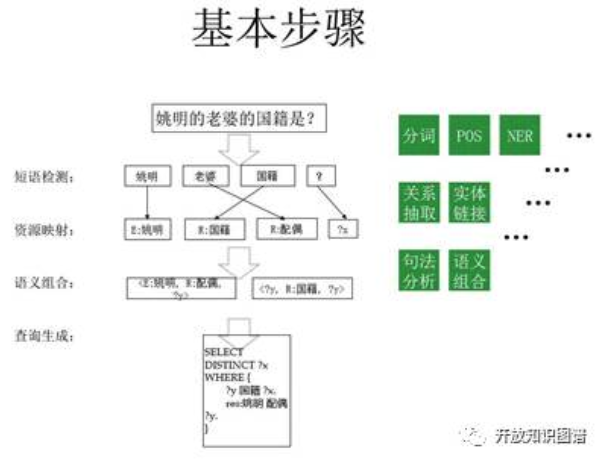 基本步骤
姚明的老婆的国籍是?
分词 POS NER ...
短语检测: 姚明 老婆 国籍 ?
...
关系抽取 实体链接 ...
资源映射: E:姚明 R:国籍 R:配偶 ?x
...
句法分析 语义组合
语义组合: <E:姚明, R:配偶, ?y> <?y, R:国籍, ?y>
查询生成:
SELECT
DISTINCT ?x
WHERE {
?y 国籍 ?x.
res:姚明 配偶
?y.
}
开放知识图谱